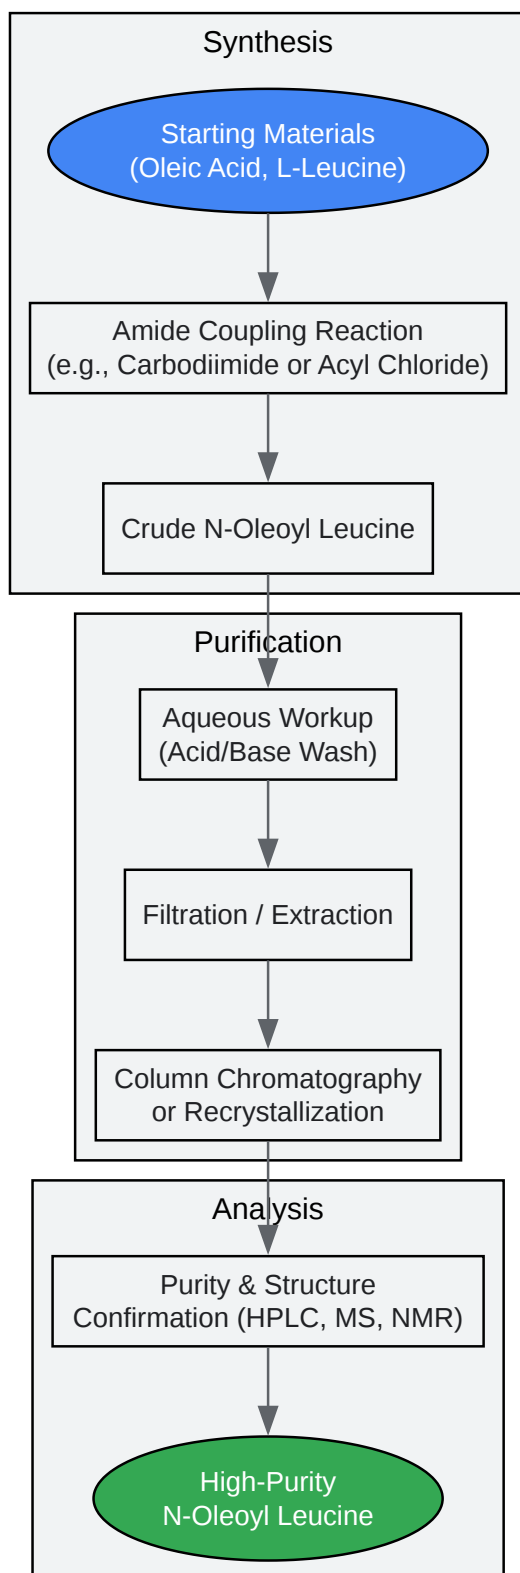 Synthesis
Starting Materials
(Oleic Acid, L-Leucine)
Amide Coupling Reaction
(e.g., Carbodiimide or Acyl Chloride)
Crude N-Oleoyl Leucine
Purification
Aqueous Workup
(Acid/Base Wash)
Filtration / Extraction
Column Chromatography
or Recrystallization
Analysis
Purity & Structure
Confirmation (HPLC, MS, NMR)
High-Purity
N-Oleoyl Leucine